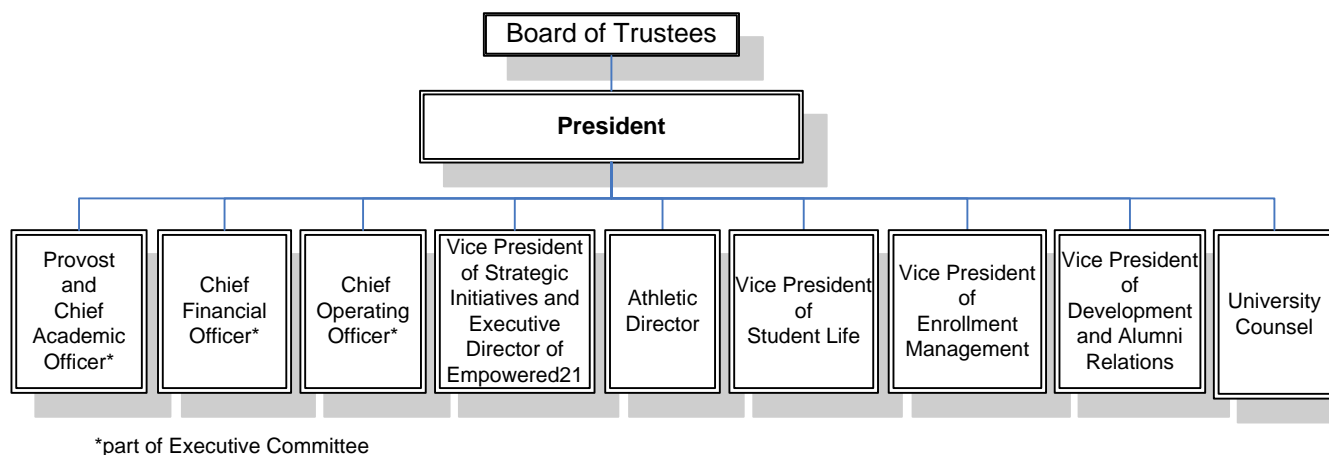 Board of Trustees
President
Provost
and
Chief
Academic
Officer*
Chief
Financial
Officer*
Chief
Operating
Officer*
Vice President
of Strategic
Initiatives and
Executive
Director of
Empowered21
Athletic
Director
Vice President
of
Student Life
Vice President
of
Enrollment
Management
Vice President
of
Development
and Alumni
Relations
University
Counsel
*part of Executive Committee